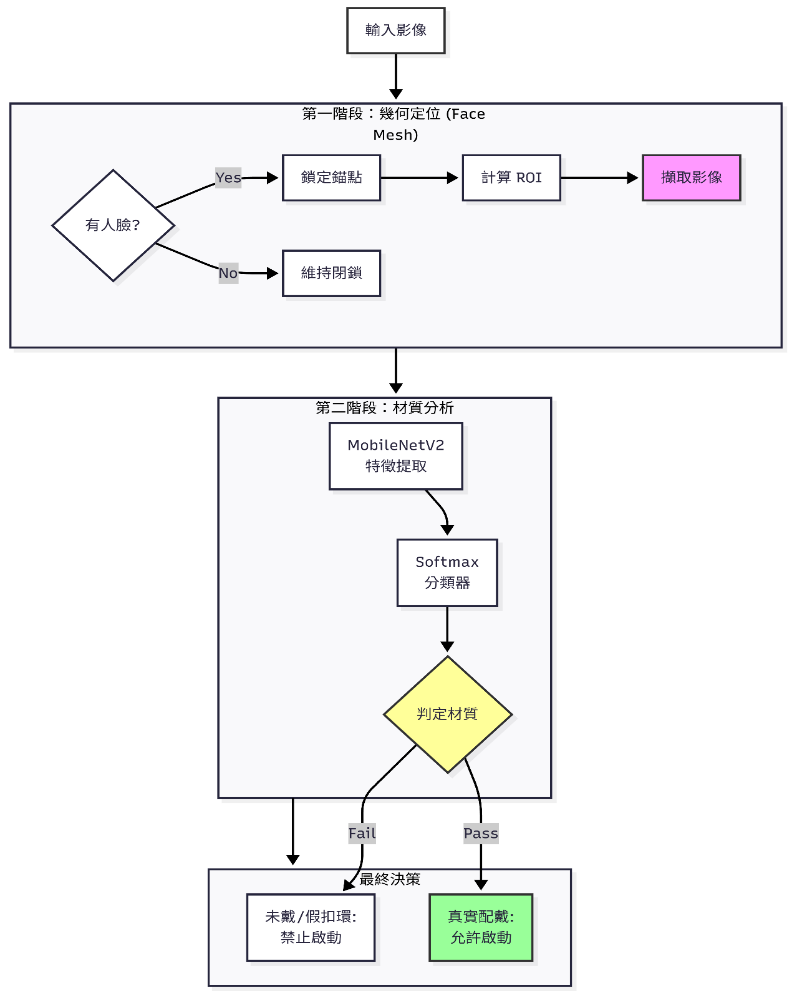 輸入影像
第一階段：幾何定位 (Face
Mesh)
有人臉?
Yes
鎖定錨點
計算 ROI
擷取影像
No
維持閉鎖
第二階段：材質分析
MobileNetV2
特徵提取
Softmax
分類器
判定材質
Fail
Pass
最終決策
未戴/假扣環:
禁止啟動
真實配戴:
允許啟動